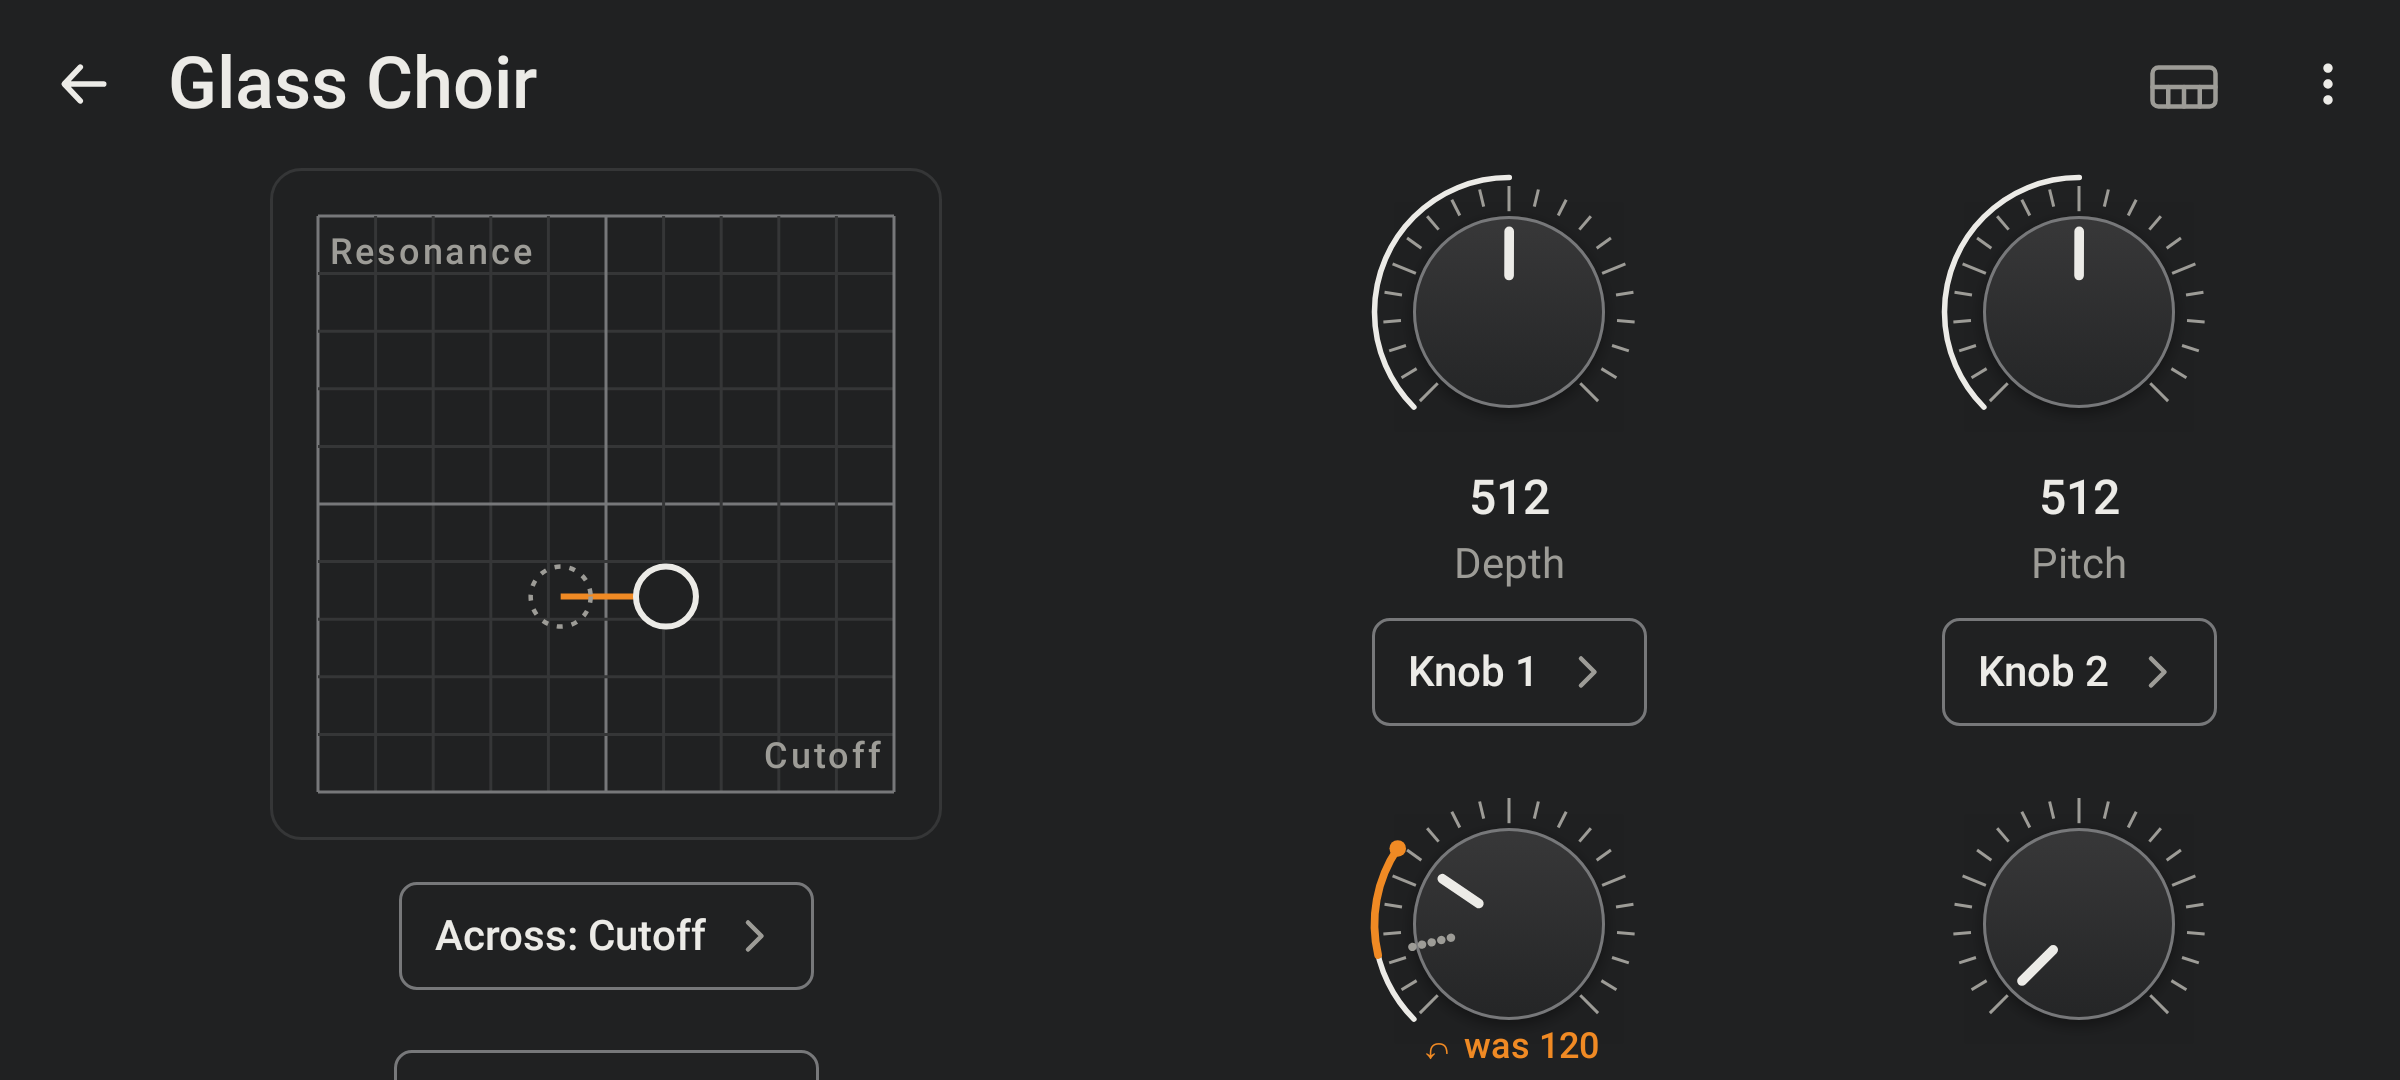 Glass Choir
Resonance
Cutoff
Across: Cutoff
512
Depth
Knob 1
512
Pitch
Knob 2
was 120